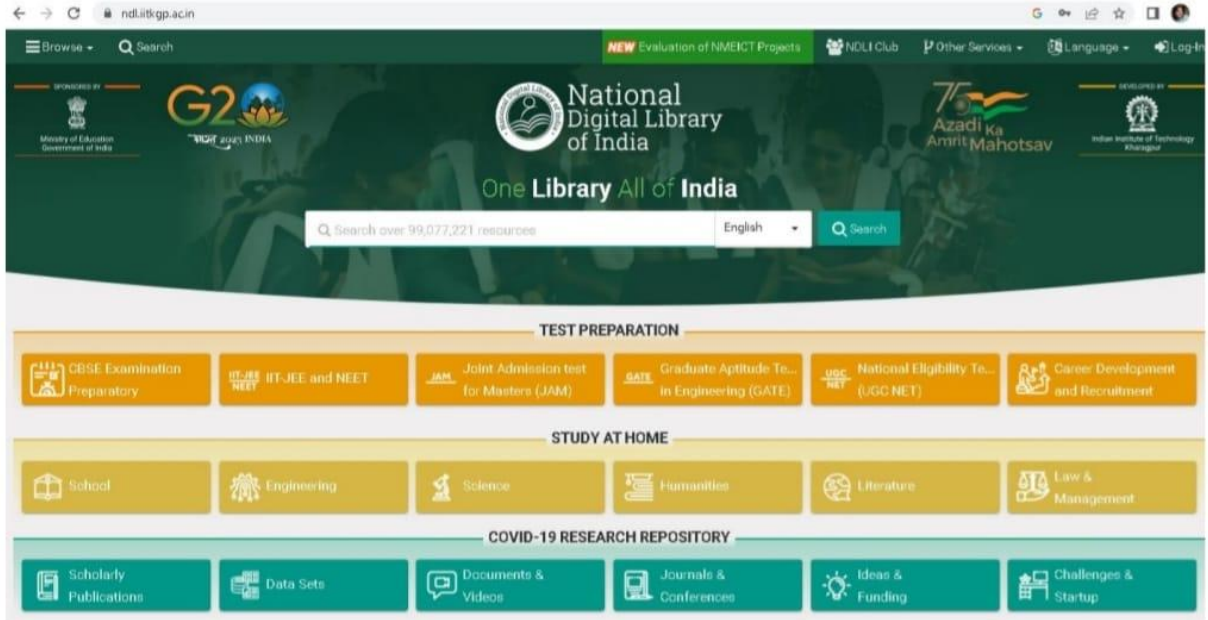 ndl.iitkgp.ac.in
Browse
Search
NEW Evaluation of NMEICT Projects
NDLI Club
Other Services
Language
Log-In
SPONSORED BY
Ministry of Education
Government of India
G20
भारत 2023 INDIA
National
Digital Library
of India
75
Azadi Ka
Amrit Mahotsav
DEVELOPED BY
Indian Institute of Technology
Kharagpur
One Library All of India
Search over 99,077,221 resources
English
Search
TEST PREPARATION
CBSE Examination
Preparatory
IIT-JEE
NEET
IIT-JEE and NEET
JAM
Joint Admission test
for Masters (JAM)
GATE
Graduate Aptitude Te...
in Engineering (GATE)
UGC
NET
National Eligibility Te...
(UGC NET)
Career Development
and Recruitment
STUDY AT HOME
School
Engineering
Science
Humanities
Literature
Law &
Management
COVID-19 RESEARCH REPOSITORY
Scholarly
Publications
Data Sets
Documents &
Videos
Journals &
Conferences
Ideas &
Funding
Challenges &
Startup